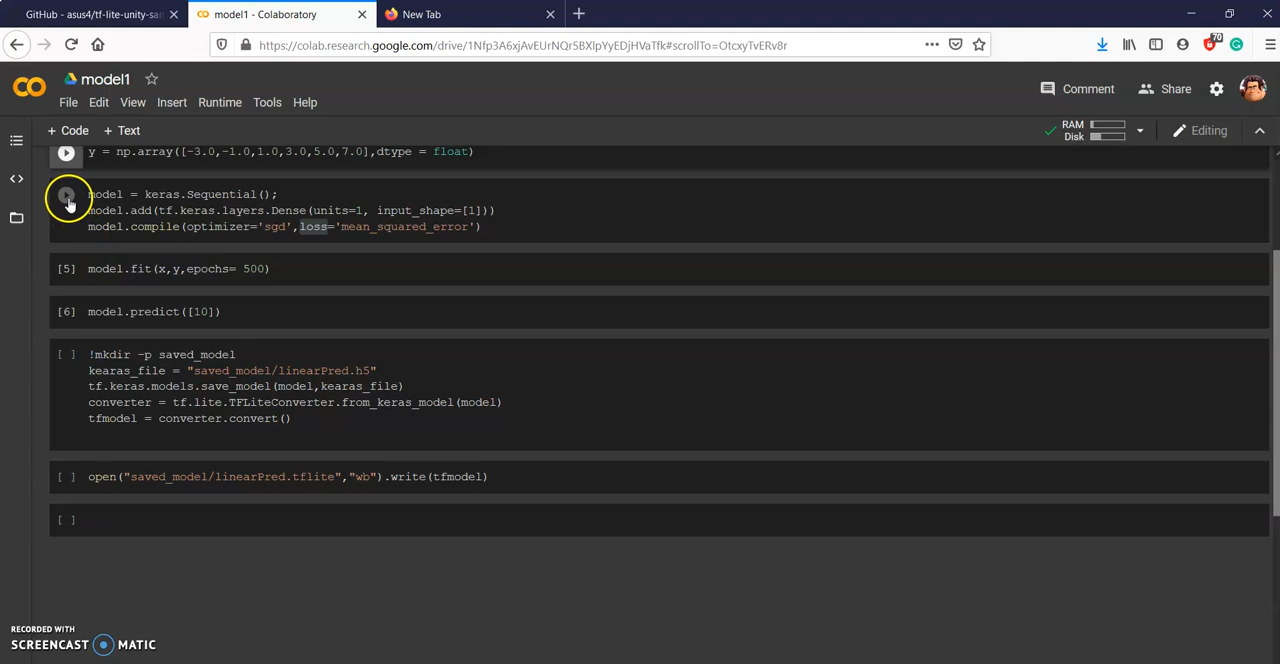 GitHub - asus4/tf-lite-unity-sam
model1 - Colaboratory
New Tab
https://colab.research.google.com/drive/1Nfp3A6xjAvEUrNQr5BXlpYyEDjHVaTfk#scrollTo=OtcxyTvERv8r
70
CO
model1
File Edit View Insert Runtime Tools Help
Comment
Share
+ Code + Text
RAM
Disk
Editing
y = np.array([-3.0,-1.0,1.0,3.0,5.0,7.0],dtype = float)
model = keras.Sequential();
model.add(tf.keras.layers.Dense(units=1, input_shape=[1]))
model.compile(optimizer='sgd',loss='mean_squared_error')
[5] model.fit(x,y,epochs= 500)
[6] model.predict([10])
[ ] !mkdir -p saved_model
kearas_file = "saved_model/linearPred.h5"
tf.keras.models.save_model(model,kearas_file)
converter = tf.lite.TFLiteConverter.from_keras_model(model)
tfmodel = converter.convert()
[ ] open("saved_model/linearPred.tflite","wb").write(tfmodel)
[ ]
RECORDED WITH
SCREENCAST MATIC